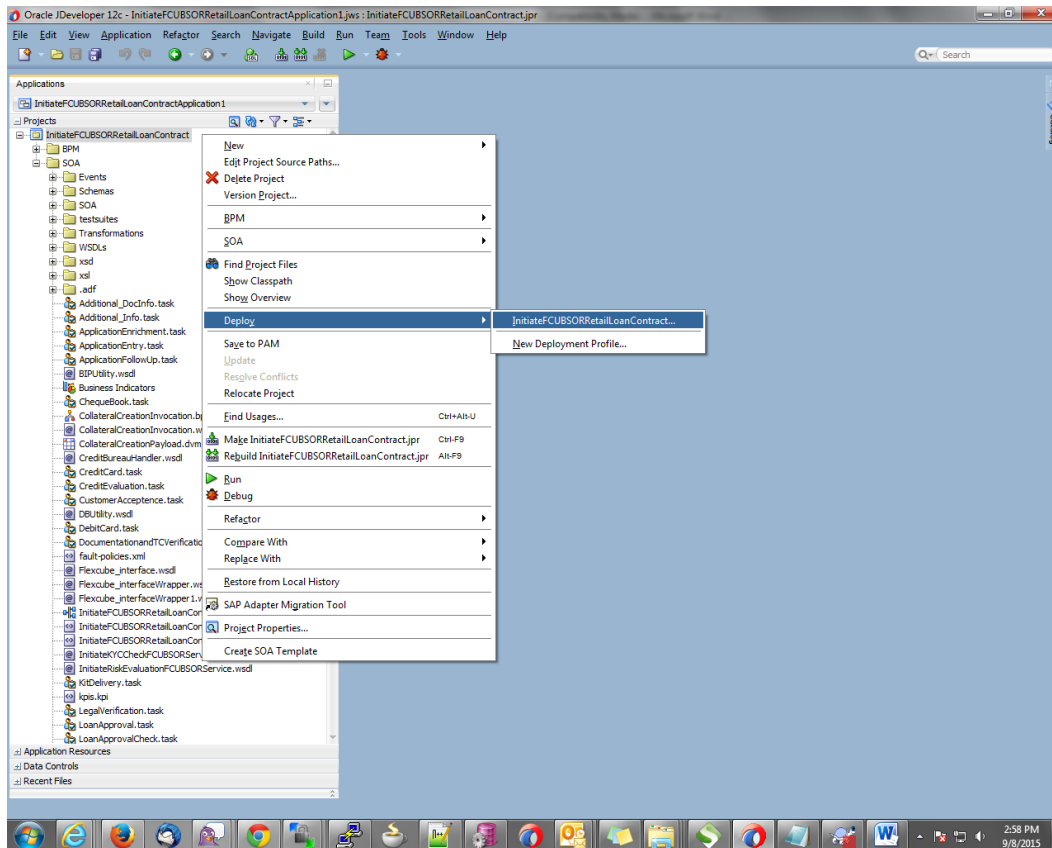 Oracle JDeveloper 12c - InitiateFCUBSORRetailLoanContractApplication1.jws : InitiateFCUBSORRetailLoanContract.jpr
File Edit View Application Refactor Search Navigate Build Run Team Tools Window Help
Search
Applications
InitiateFCUBSORRetailLoanContractApplication1
Projects
InitiateFCUBSORRetailLoanContract
BPM
SOA
Events
Schemas
SOA
testsuites
Transformations
WSDLs
xsd
xsl
.adf
Additional_DocInfo.task
Additional_Info.task
ApplicationEnrichment.task
ApplicationEntry.task
ApplicationFollowUp.task
BIPUtility.wsdl
Business Indicators
ChequeBook.task
CollateralCreationInvocation.bp
CollateralCreationInvocation.w
CollateralCreationPayload.dvm
CreditBureauHandler.wsdl
CreditCard.task
CreditEvaluation.task
CustomerAcceptence.task
DBUtility.wsdl
DebitCard.task
DocumentationandTCVerificatio
fault-policies.xml
Flexcube_interface.wsdl
Flexcube_interfaceWrapper.ws
Flexcube_interfaceWrapper1.w
InitiateFCUBSORRetailLoanCon
InitiateFCUBSORRetailLoanCon
InitiateFCUBSORRetailLoanCon
InitiateKYCCheckFCUBSORServ
InitiateRiskEvaluationFCUBSORService.wsdl
KitDelivery.task
kpis.kpi
LegalVerification.task
LoanApproval.task
LoanApprovalCheck.task
Application Resources
Data Controls
Recent Files
New
Edit Project Source Paths...
Delete Project
Version Project...
BPM
SOA
Find Project Files
Show Classpath
Show Overview
Deploy
Save to PAM
Update
Resolve Conflicts
Relocate Project
Find Usages... Ctrl+Alt-U
Make InitiateFCUBSORRetailLoanContract.jpr Ctrl-F9
Rebuild InitiateFCUBSORRetailLoanContract.jpr Alt-F9
Run
Debug
Refactor
Compare With
Replace With
Restore from Local History
SAP Adapter Migration Tool
Project Properties...
Create SOA Template
InitiateFCUBSORRetailLoanContract...
New Deployment Profile...
2:58 PM
9/8/2015